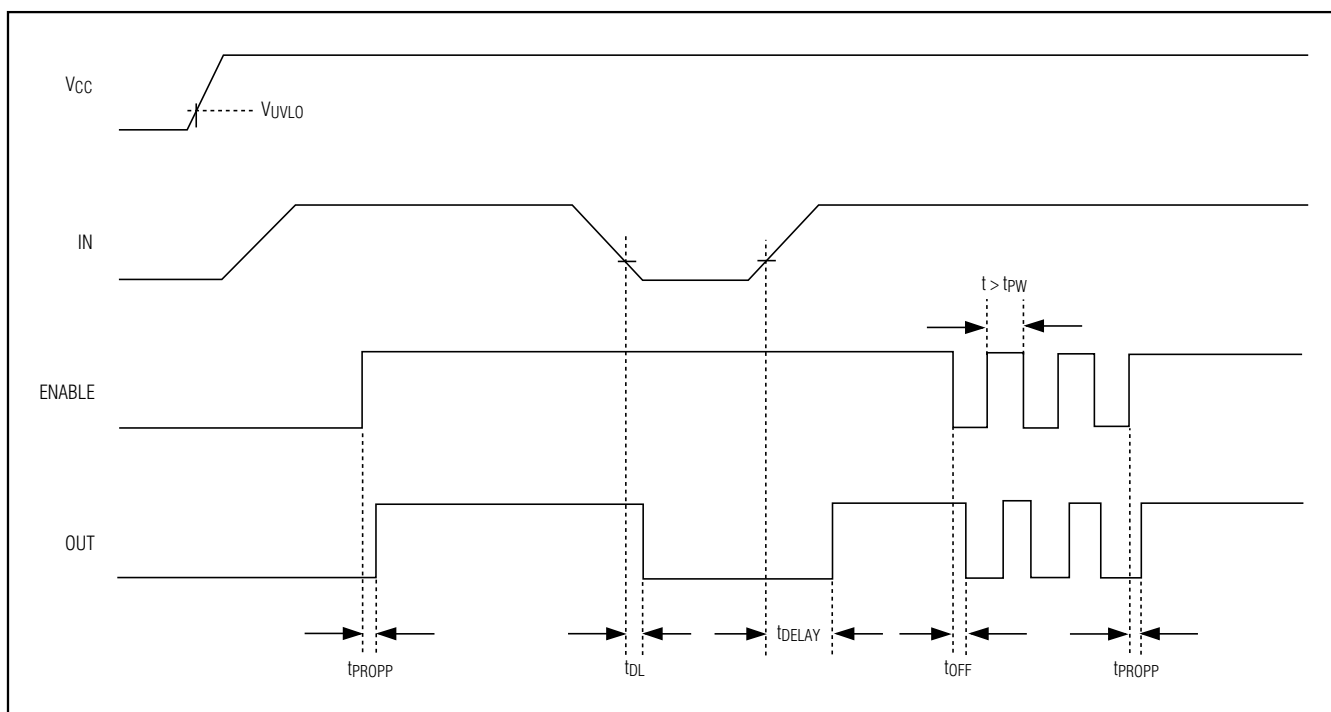 VCC
VUVLO
IN
t > tPW
ENABLE
OUT
tDELAY
tPROPP
tDL
tOFF
tPROPP